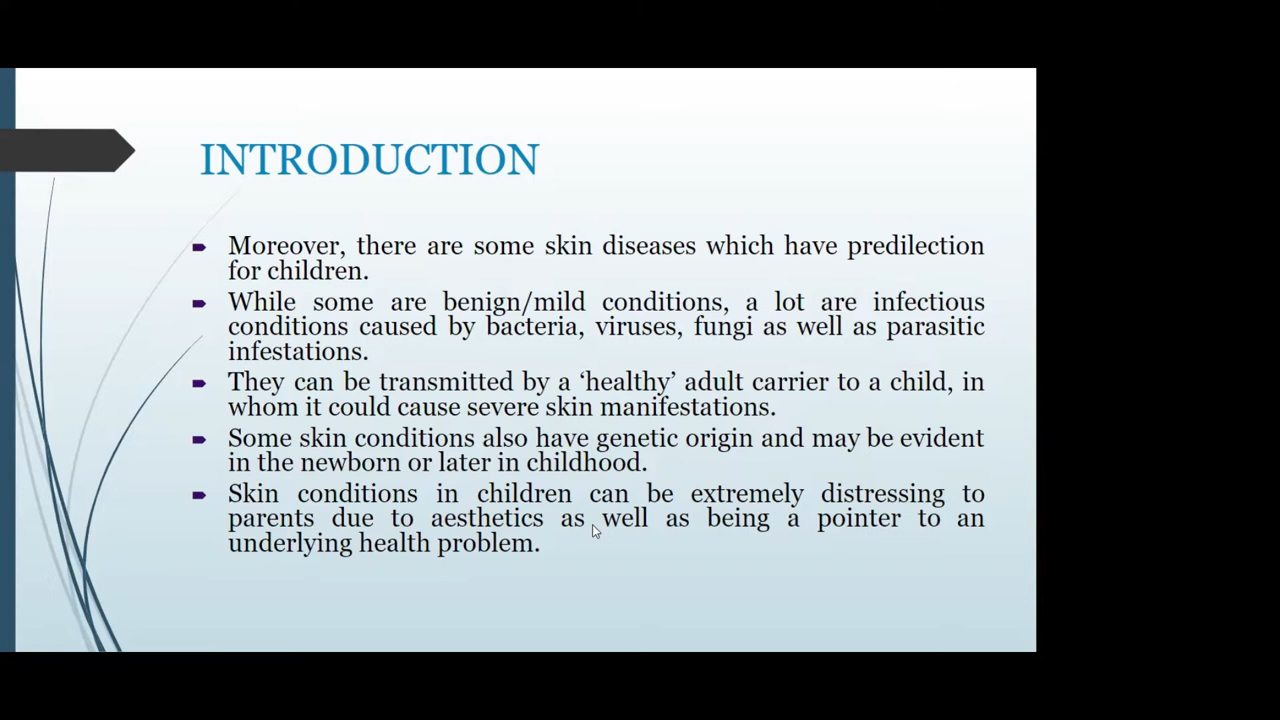 INTRODUCTION
Moreover, there are some skin diseases which have predilection
for children.
While some are benign/mild conditions, a lot are infectious
conditions caused by bacteria, viruses, fungi as well as parasitic
infestations.
They can be transmitted by a ‘healthy’ adult carrier to a child, in
whom it could cause severe skin manifestations.
Some skin conditions also have genetic origin and may be evident
in the newborn or later in childhood.
Skin conditions in children can be extremely distressing to
parents due to aesthetics as well as being a pointer to an
underlying health problem.